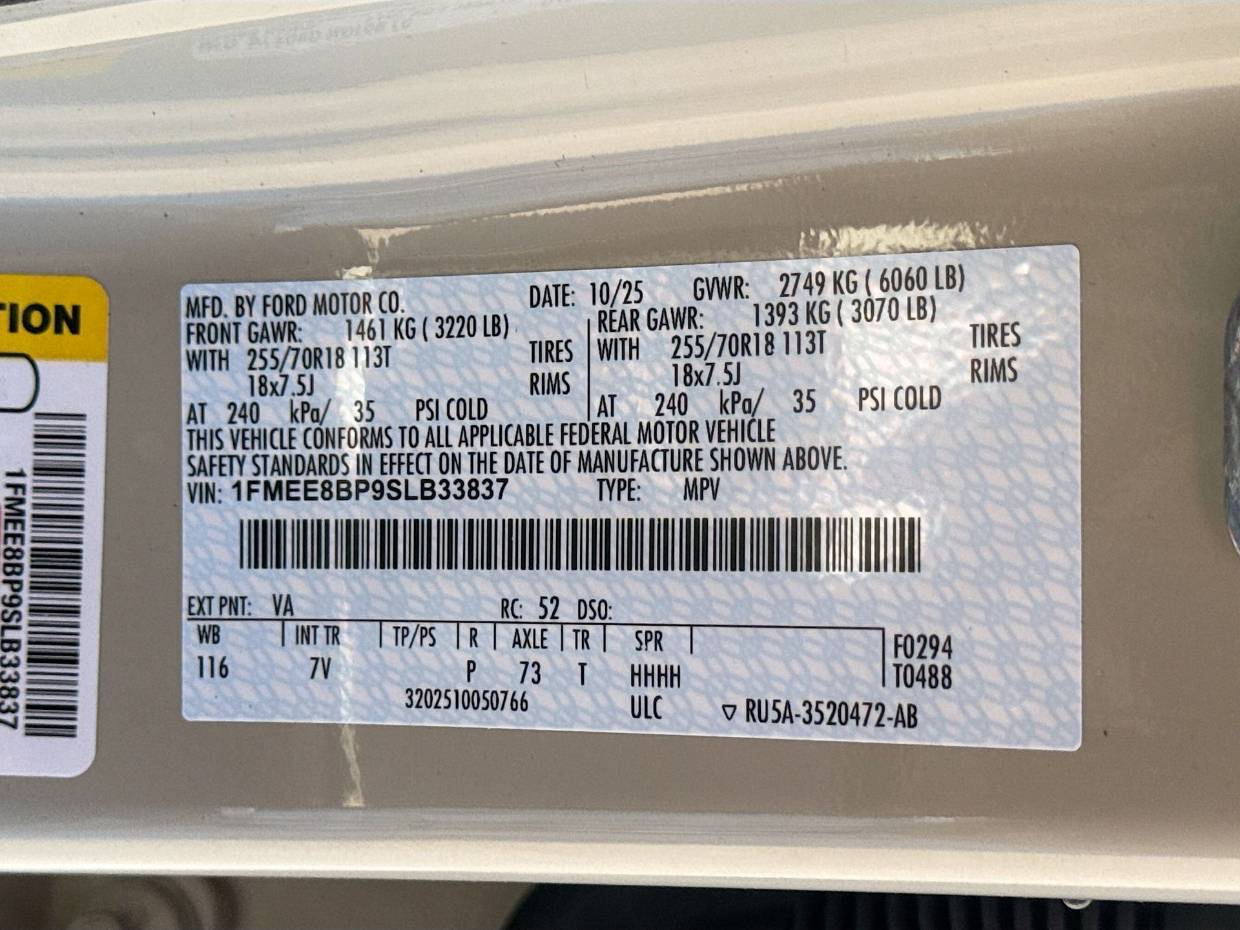 TION
1FMEE8BP9SLB33837
MFD. BY FORD MOTOR CO. DATE: 10/25 GVWR: 2749 KG ( 6060 LB)
FRONT GAWR: 1461 KG ( 3220 LB) REAR GAWR: 1393 KG ( 3070 LB)
WITH 255/70R18 113T TIRES WITH 255/70R18 113T TIRES
18x7.5J RIMS 18x7.5J RIMS
AT 240 kPa/ 35 PSI COLD AT 240 kPa/ 35 PSI COLD
THIS VEHICLE CONFORMS TO ALL APPLICABLE FEDERAL MOTOR VEHICLE
SAFETY STANDARDS IN EFFECT ON THE DATE OF MANUFACTURE SHOWN ABOVE.
VIN: 1FMEE8BP9SLB33837 TYPE: MPV
EXT PNT: VA RC: 52 DSO:
WB INT TR TP/PS R AXLE TR SPR F0294
116 7V P 73 T HHHH T0488
3202510050766 ULC ▽ RU5A-3520472-AB